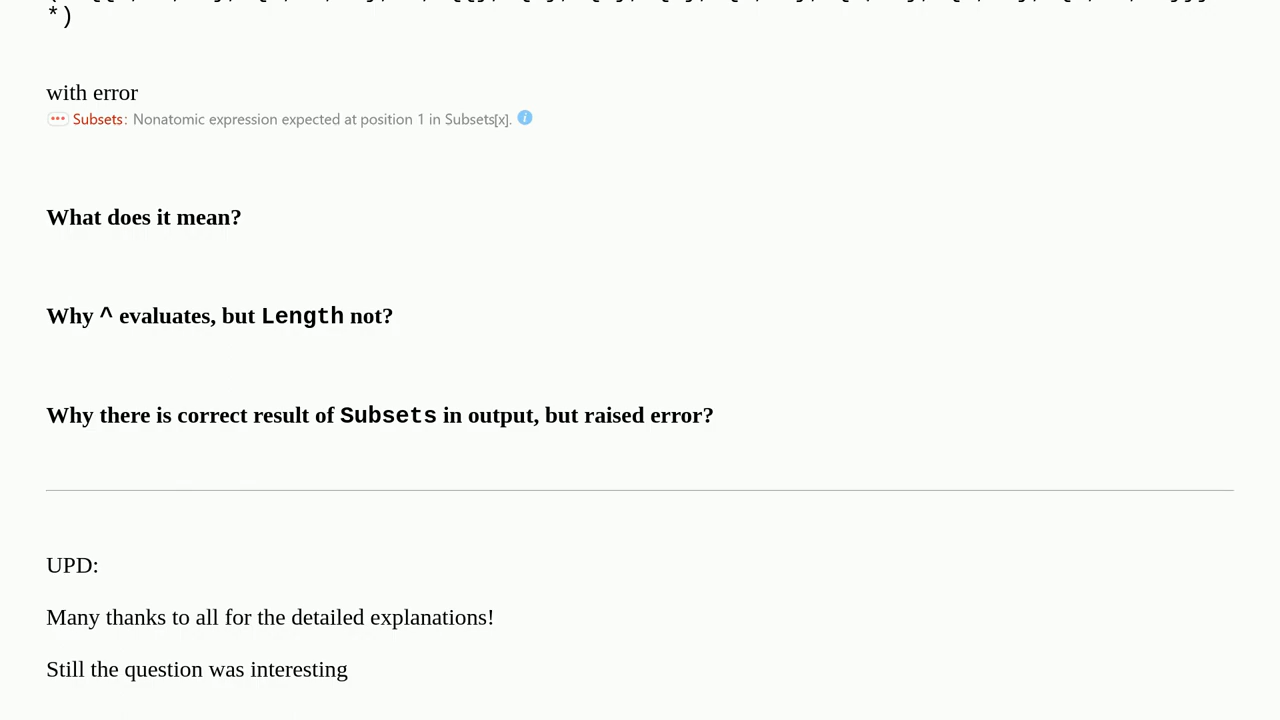 *)
with error
Subsets: Nonatomic expression expected at position 1 in Subsets[x].
What does it mean?
Why ^ evaluates, but Length not?
Why there is correct result of Subsets in output, but raised error?
UPD:
Many thanks to all for the detailed explanations!
Still the question was interesting